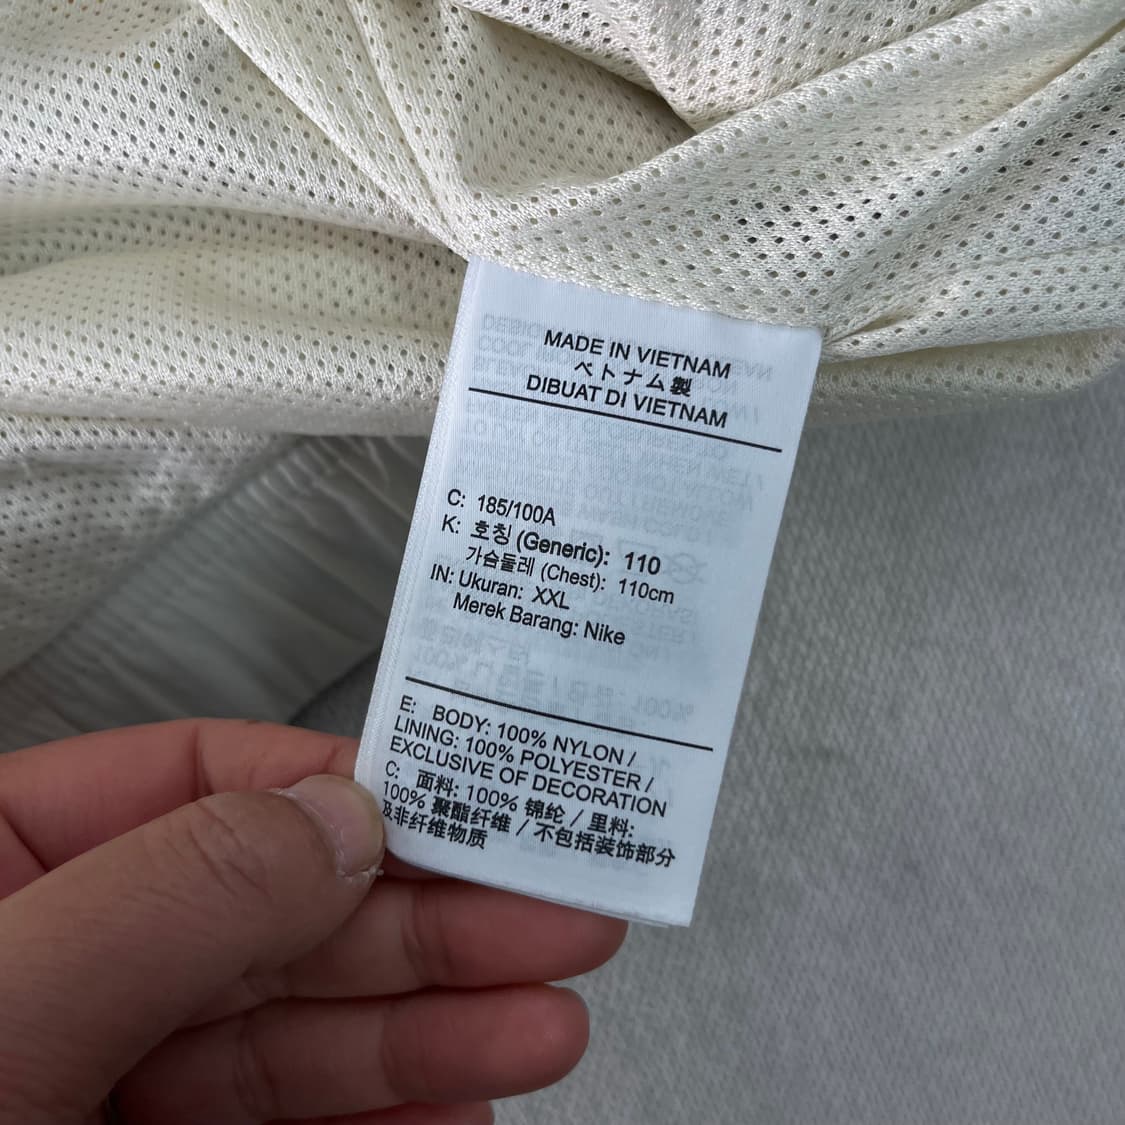 MADE IN VIETNAM
ベトナム製
DIBUAT DI VIETNAM
C: 185/100A
K: 호칭 (Generic): 110
가슴둘레 (Chest): 110cm
IN: Ukuran: XXL
Merek Barang: Nike
E: BODY: 100% NYLON /
LINING: 100% POLYESTER /
EXCLUSIVE OF DECORATION
C: 面料: 100% 锦纶 / 里料:
100% 聚酯纤维 / 不包括装饰部分
及非纤维物质